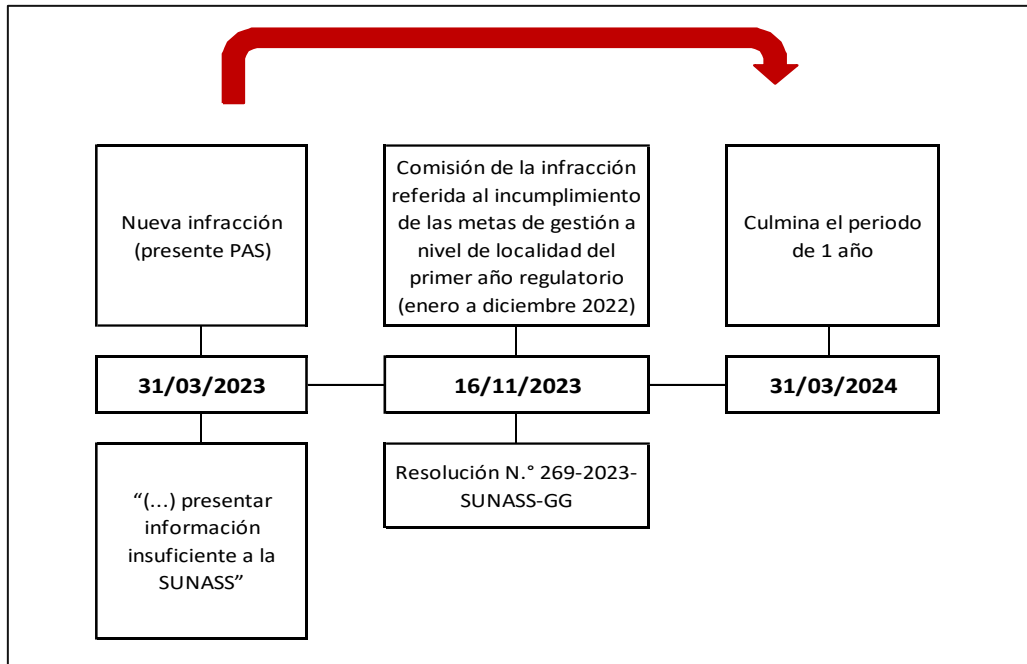 Nueva infracción
(presente PAS)
Comisión de la infracción
referida al incumplimiento
de las metas de gestión a
nivel de localidad del
primer año regulatorio
(enero a diciembre 2022)
Culmina el periodo
de 1 año
31/03/2023
16/11/2023
31/03/2024
“(...) presentar
información
insuficiente a la
SUNASS”
Resolución N.° 269-2023-
SUNASS-GG